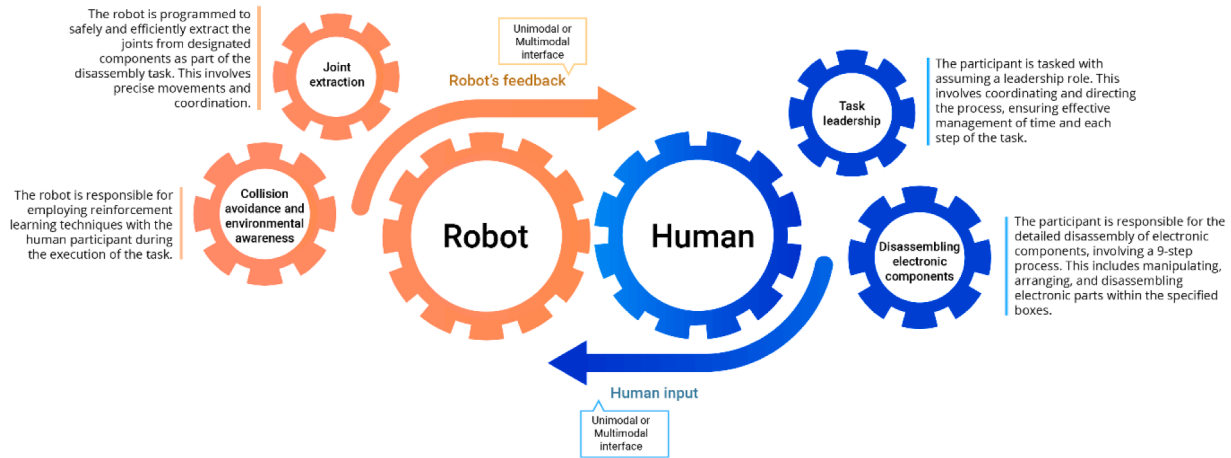 The robot is programmed to
safely and efficiently extract the
joints from designated
components as part of the
disassembly task. This involves
precise movements and
coordination.
Joint
extraction
Unimodal or
Multimodal
interface
Robot's feedback
The participant is tasked with
assuming a leadership role. This
involves coordinating and directing
the process, ensuring effective
management of time and each
step of the task.
Task
leadership
The robot is responsible for
employing reinforcement
learning techniques with the
human participant during
the execution of the task.
Collision
avoidance and
environmental
awareness
Robot
Human
Disassembling
electronic
components
The participant is responsible for the
detailed disassembly of electronic
components, involving a 9-step
process. This includes manipulating,
arranging, and disassembling
electronic parts within the specified
boxes.
Human input
Unimodal or
Multimodal
interface